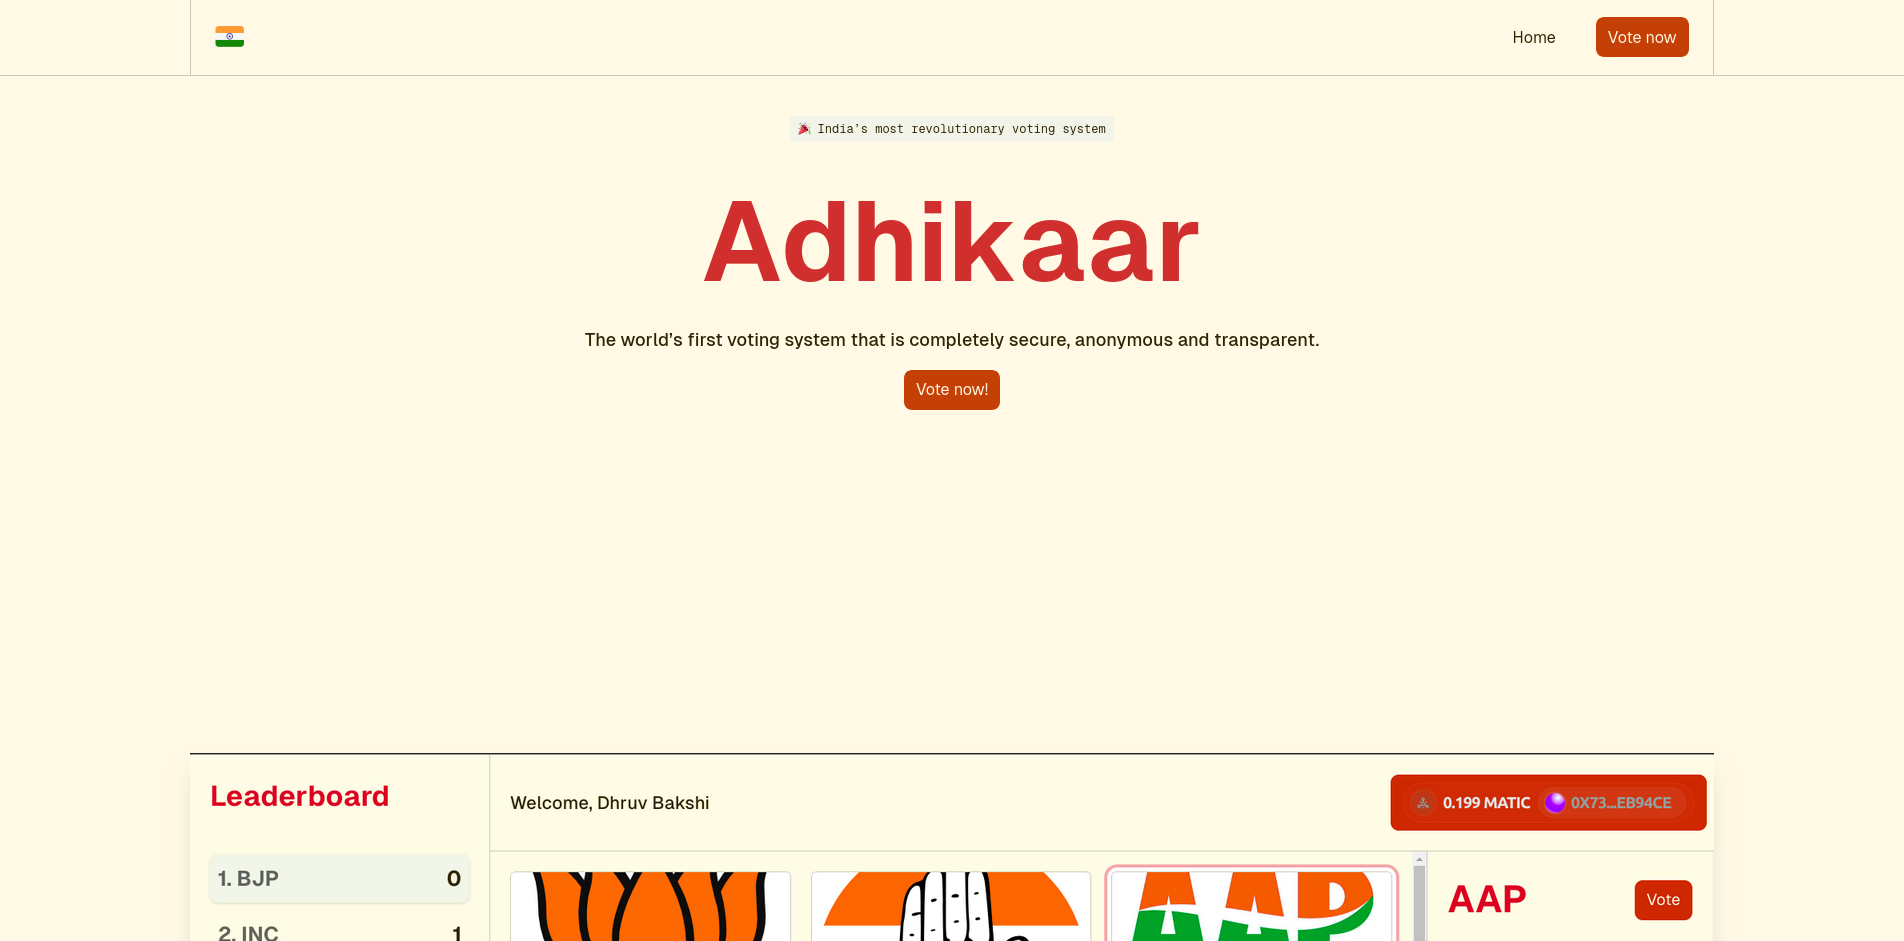 Home
Vote now
🎉 India’s most revolutionary voting system
Adhikaar
The world’s first voting system that is completely secure, anonymous and transparent.
Vote now!
Leaderboard
1. BJP 0
2. INC 1
Welcome, Dhruv Bakshi
0.199 MATIC 0X73...EB94CE
AAP
AAP
AAP
Vote